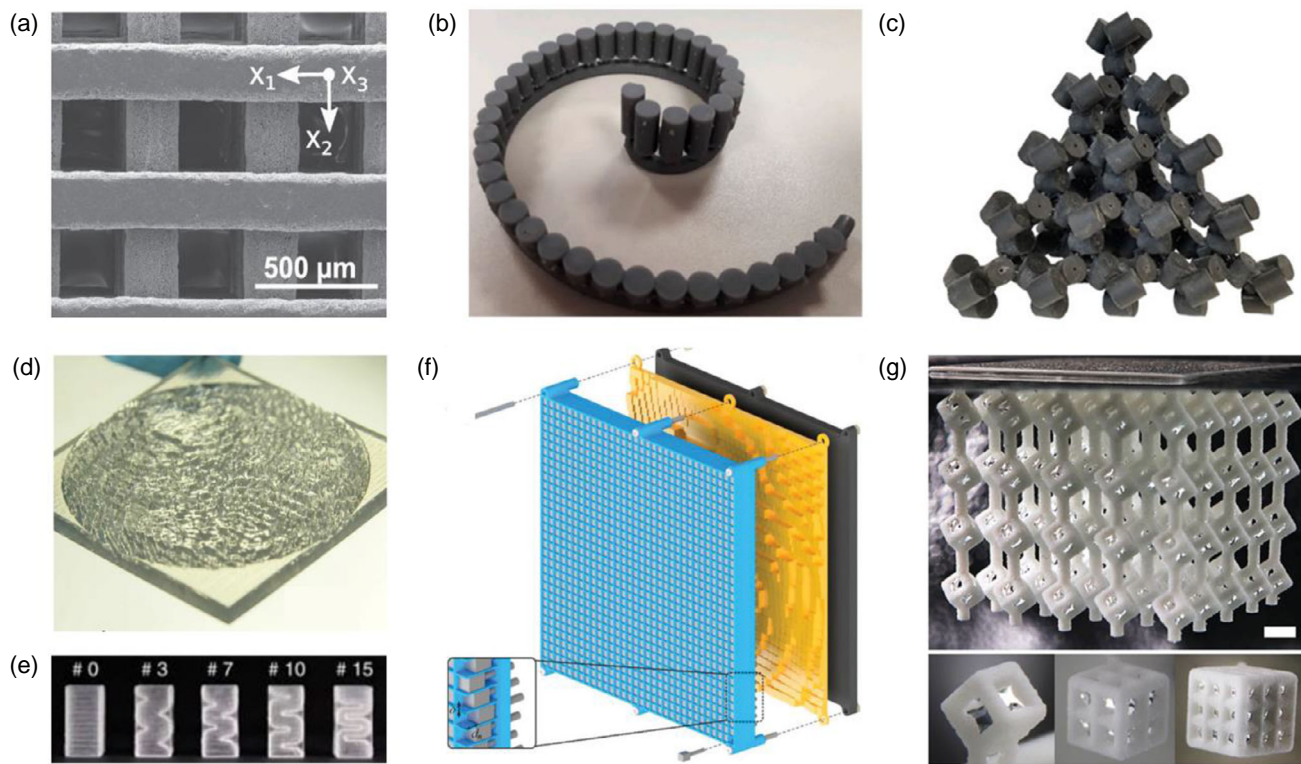 (a)
X1
X3
X2
500 μm
(b)
(c)
(d)
(e)
# 0 # 3 # 7 # 10 # 15
(f)
(g)